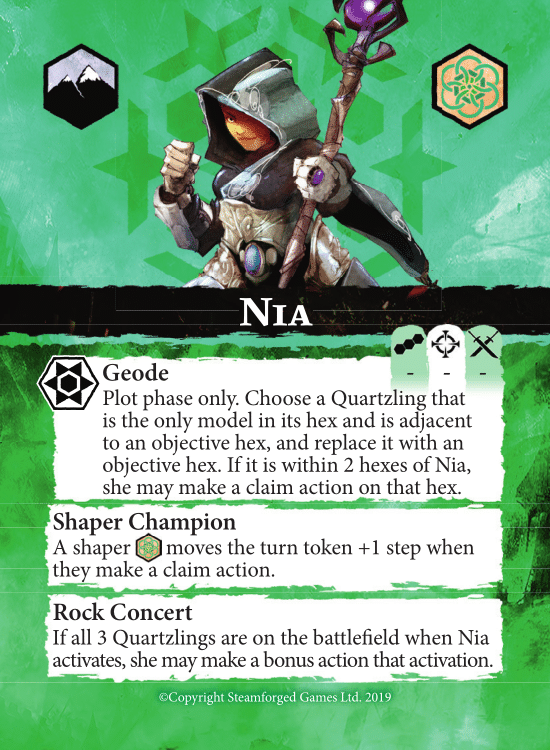 Nia
- - -
Geode
Plot phase only. Choose a Quartzling that
is the only model in its hex and is adjacent
to an objective hex, and replace it with an
objective hex. If it is within 2 hexes of Nia,
she may make a claim action on that hex.
Shaper Champion
A shaper moves the turn token +1 step when
they make a claim action.
Rock Concert
If all 3 Quartzlings are on the battlefield when Nia
activates, she may make a bonus action that activation.
©Copyright Steamforged Games Ltd. 2019